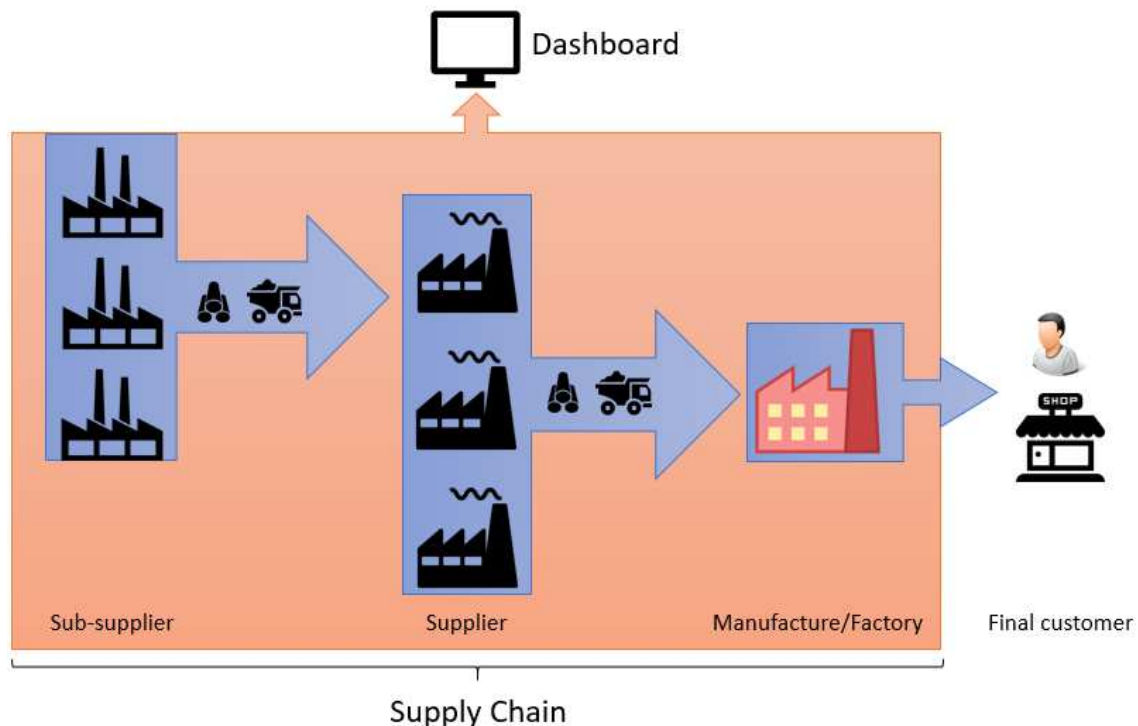 Dashboard
SHOP
Sub-supplier
Supplier
Manufacture/Factory
Final customer
Supply Chain